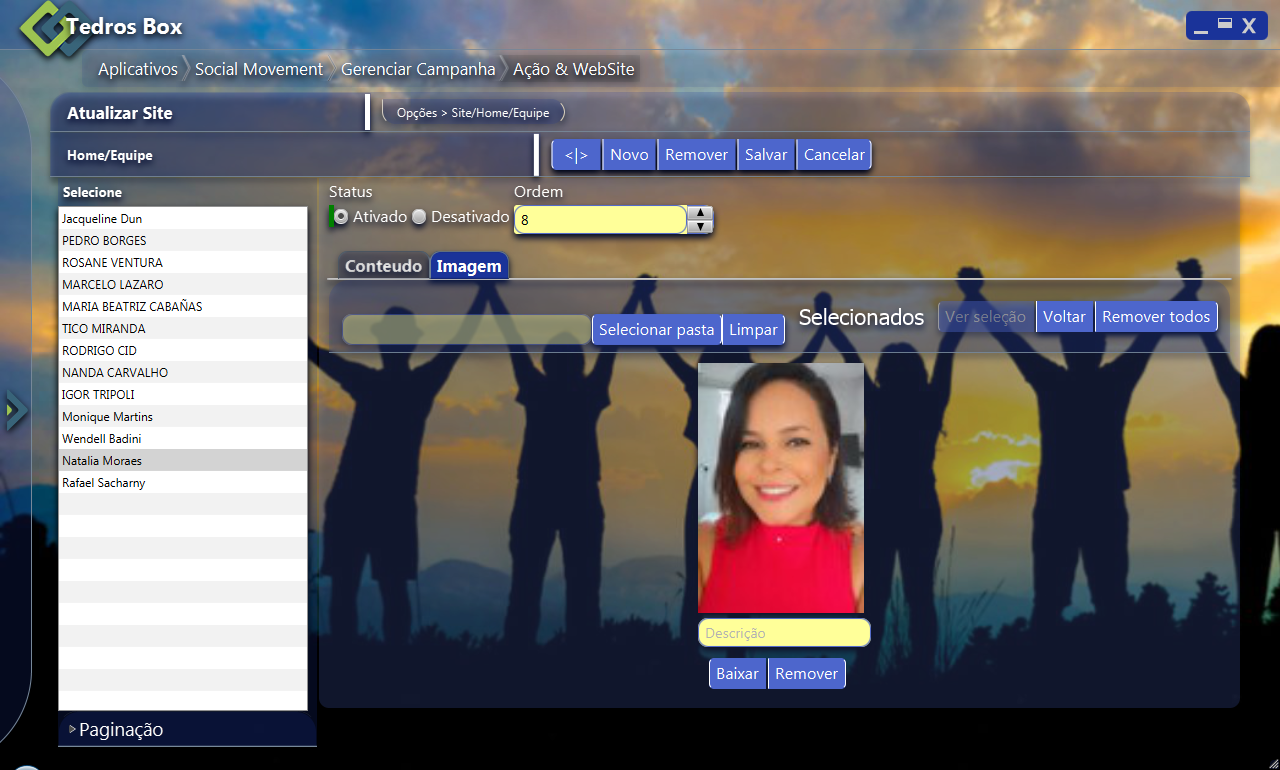 Tedros Box
Aplicativos Social Movement Gerenciar Campanha Ação & WebSite
Atualizar Site
Opções > Site/Home/Equipe
Home/Equipe
<|> Novo Remover Salvar Cancelar
Selecione
Jacqueline Dun
PEDRO BORGES
ROSANE VENTURA
MARCELO LAZARO
MARIA BEATRIZ CABAÑAS
TICO MIRANDA
RODRIGO CID
NANDA CARVALHO
IGOR TRIPOLI
Monique Martins
Wendell Badini
Natalia Moraes
Rafael Sacharny
Paginação
Status Ordem
Ativado Desativado 8
Conteudo Imagem
Selecionar pasta Limpar Selecionados Ver seleção Voltar Remover todos
Descrição
Baixar Remover